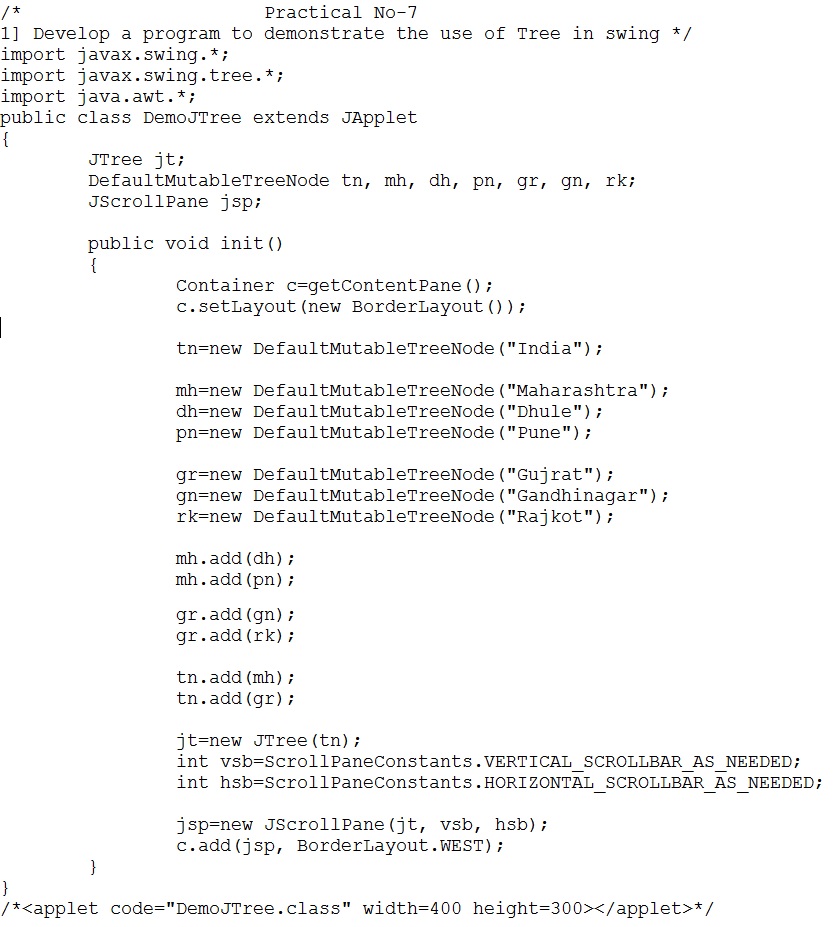 /*                      Practical No-7
1] Develop a program to demonstrate the use of Tree in swing */
import javax.swing.*;
import javax.swing.tree.*;
import java.awt.*;
public class DemoJTree extends JApplet
{
        JTree jt;
        DefaultMutableTreeNode tn, mh, dh, pn, gr, gn, rk;
        JScrollPane jsp;

        public void init()
        {
                Container c=getContentPane();
                c.setLayout(new BorderLayout());

                tn=new DefaultMutableTreeNode("India");

                mh=new DefaultMutableTreeNode("Maharashtra");
                dh=new DefaultMutableTreeNode("Dhule");
                pn=new DefaultMutableTreeNode("Pune");

                gr=new DefaultMutableTreeNode("Gujrat");
                gn=new DefaultMutableTreeNode("Gandhinagar");
                rk=new DefaultMutableTreeNode("Rajkot");

                mh.add(dh);
                mh.add(pn);

                gr.add(gn);
                gr.add(rk);

                tn.add(mh);
                tn.add(gr);

                jt=new JTree(tn);
                int vsb=ScrollPaneConstants.VERTICAL_SCROLLBAR_AS_NEEDED;
                int hsb=ScrollPaneConstants.HORIZONTAL_SCROLLBAR_AS_NEEDED;

                jsp=new JScrollPane(jt, vsb, hsb);
                c.add(jsp, BorderLayout.WEST);
        }
}
/*<applet code="DemoJTree.class" width=400 height=300></applet>*/